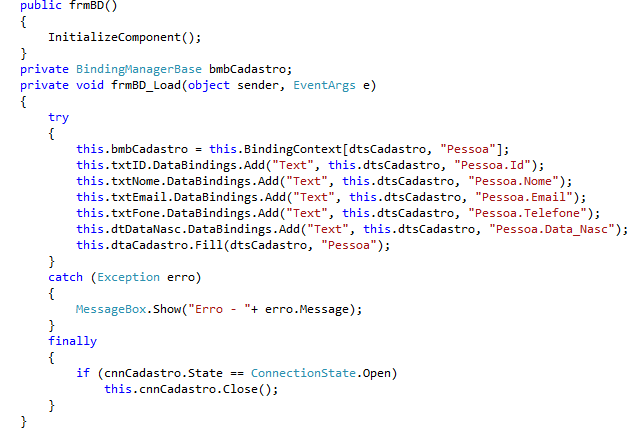 public frmBD()
{
    InitializeComponent();
}
private BindingManagerBase bmbCadastro;
private void frmBD_Load(object sender, EventArgs e)
{
    try
    {
        this.bmbCadastro = this.BindingContext[dtsCadastro, "Pessoa"];
        this.txtID.DataBindings.Add("Text", this.dtsCadastro, "Pessoa.Id");
        this.txtNome.DataBindings.Add("Text", this.dtsCadastro, "Pessoa.Nome");
        this.txtEmail.DataBindings.Add("Text", this.dtsCadastro, "Pessoa.Email");
        this.txtFone.DataBindings.Add("Text", this.dtsCadastro, "Pessoa.Telefone");
        this.dtDataNasc.DataBindings.Add("Text", this.dtsCadastro, "Pessoa.Data_Nasc");
        this.dtaCadastro.Fill(dtsCadastro, "Pessoa");
    }
    catch (Exception erro)
    {
        MessageBox.Show("Erro - "+ erro.Message);
    }
    finally
    {
        if (cnnCadastro.State == ConnectionState.Open)
            this.cnnCadastro.Close();
    }
}